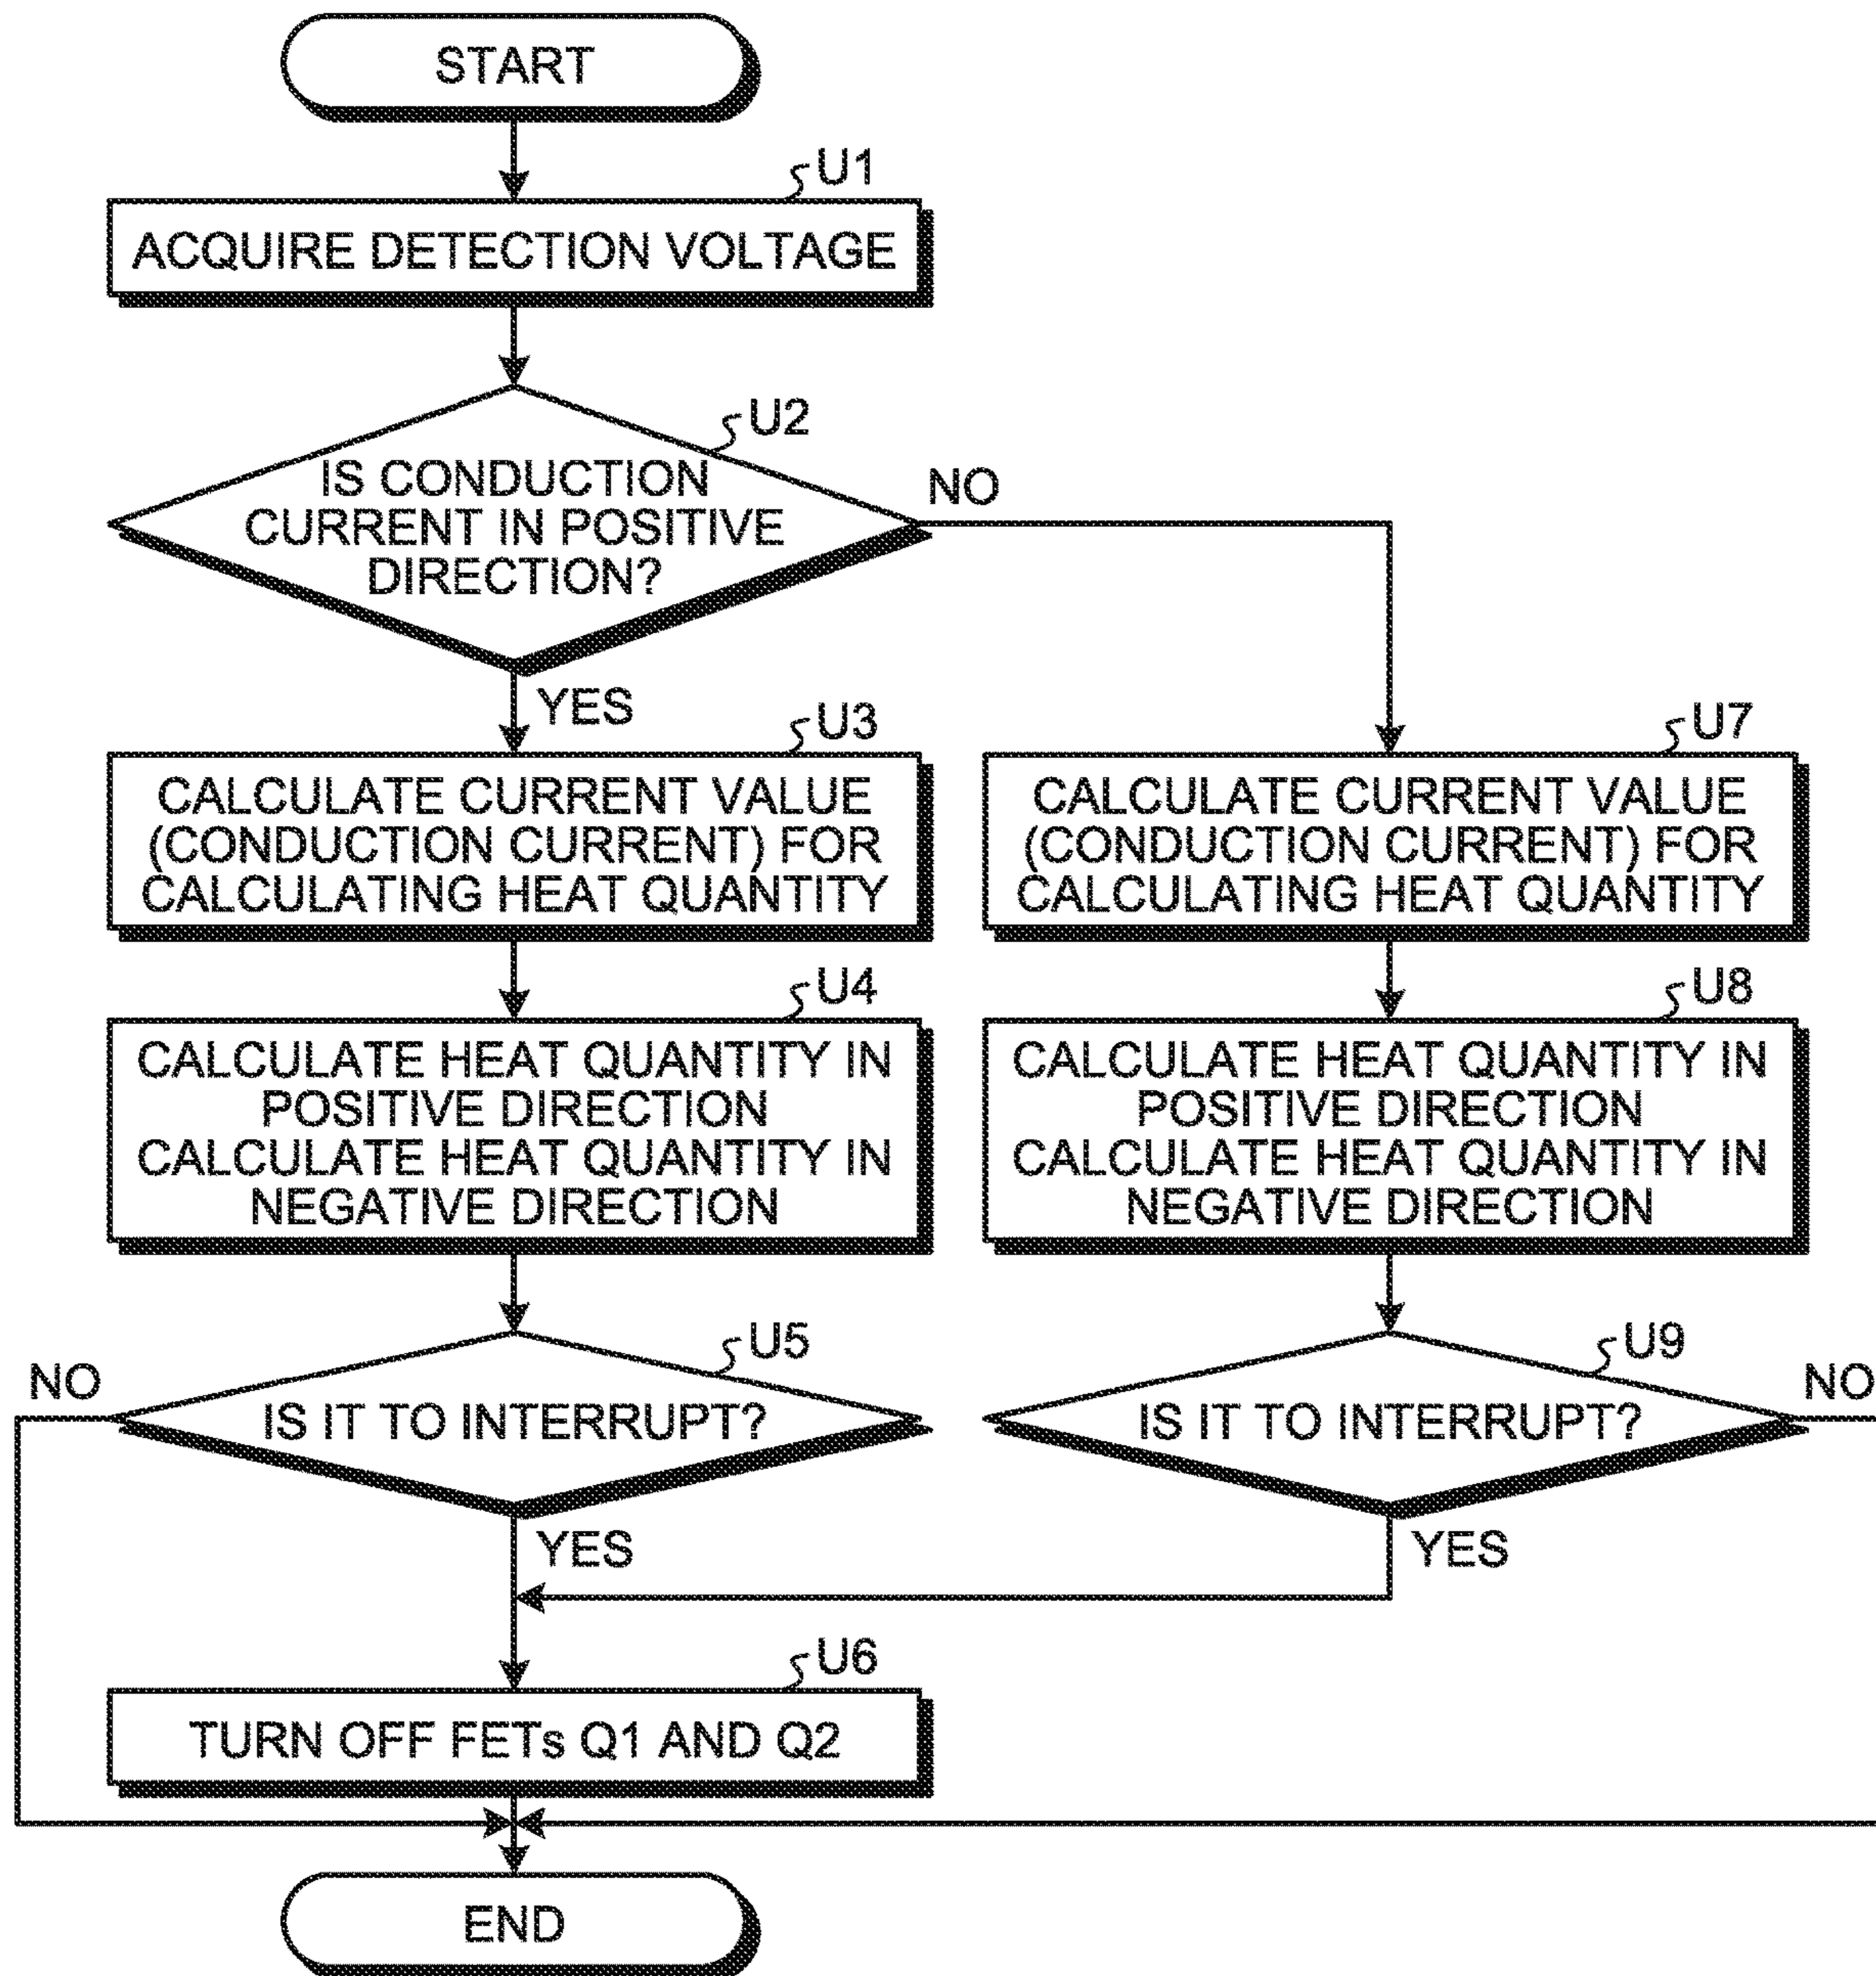 START
U1
ACQUIRE DETECTION VOLTAGE
U2
IS CONDUCTION
CURRENT IN POSITIVE
DIRECTION?
NO
YES
U3
CALCULATE CURRENT VALUE
(CONDUCTION CURRENT) FOR
CALCULATING HEAT QUANTITY
U7
CALCULATE CURRENT VALUE
(CONDUCTION CURRENT) FOR
CALCULATING HEAT QUANTITY
U4
CALCULATE HEAT QUANTITY IN
POSITIVE DIRECTION
CALCULATE HEAT QUANTITY IN
NEGATIVE DIRECTION
U8
CALCULATE HEAT QUANTITY IN
POSITIVE DIRECTION
CALCULATE HEAT QUANTITY IN
NEGATIVE DIRECTION
U5
NO
IS IT TO INTERRUPT?
YES
U9
NO
IS IT TO INTERRUPT?
YES
U6
TURN OFF FETs Q1 AND Q2
END